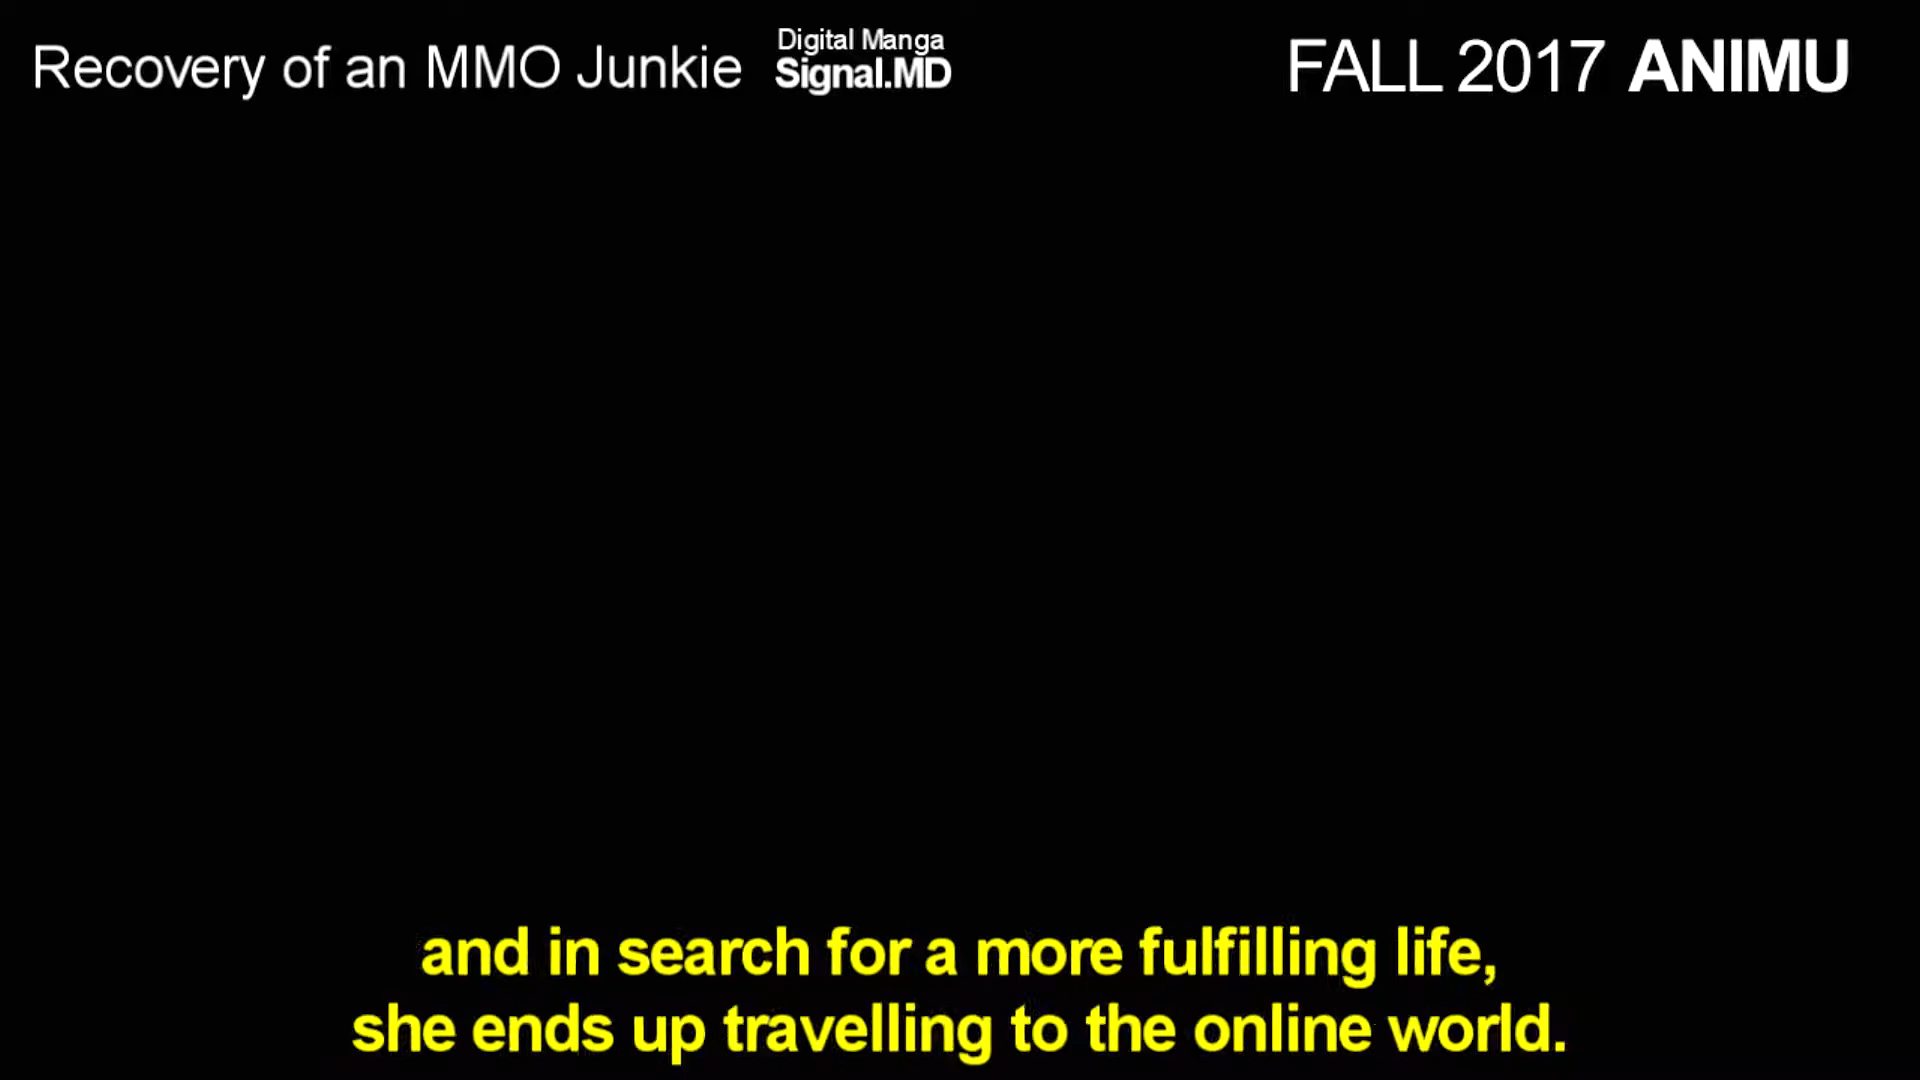 Recovery of an MMO Junkie
Digital Manga
Signal.MD
FALL 2017 ANIMU
and in search for a more fulfilling life,
she ends up travelling to the online world.